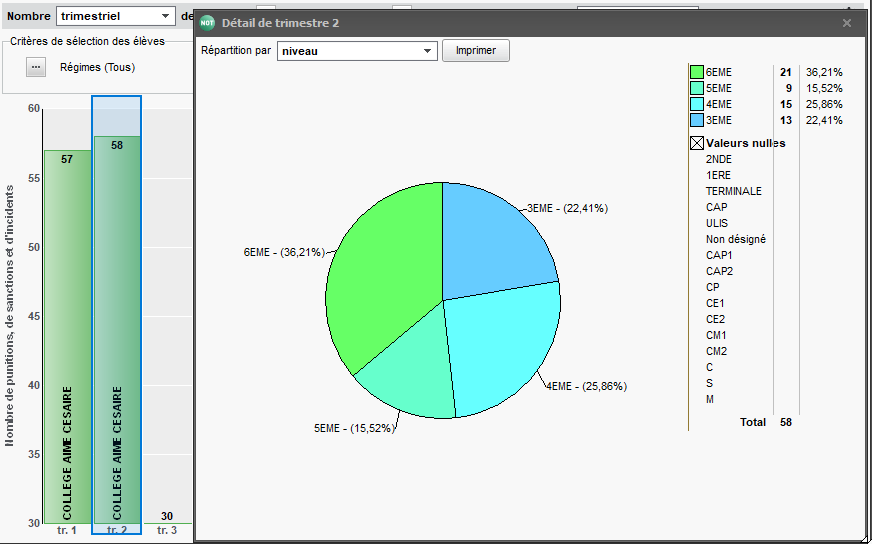 Nombre trimestriel de
Critères de sélection des élèves
... Régimes (Tous)
Nombre de punitions, de sanctions et d'incidents
60
55
50
45
40
35
30
57
58
30
COLLEGE AIME CESAIRE
COLLEGE AIME CESAIRE
tr. 1
tr. 2
tr. 3
NOT Détail de trimestre 2
Répartition par niveau Imprimer
3EME - (22,41%)
6EME - (36,21%)
4EME - (25,86%)
5EME - (15,52%)
6EME 21 36,21%
5EME 9 15,52%
4EME 15 25,86%
3EME 13 22,41%
Valeurs nulles
2NDE
1ERE
TERMINALE
CAP
ULIS
Non désigné
CAP1
CAP2
CP
CE1
CE2
CM1
CM2
C
S
M
Total 58